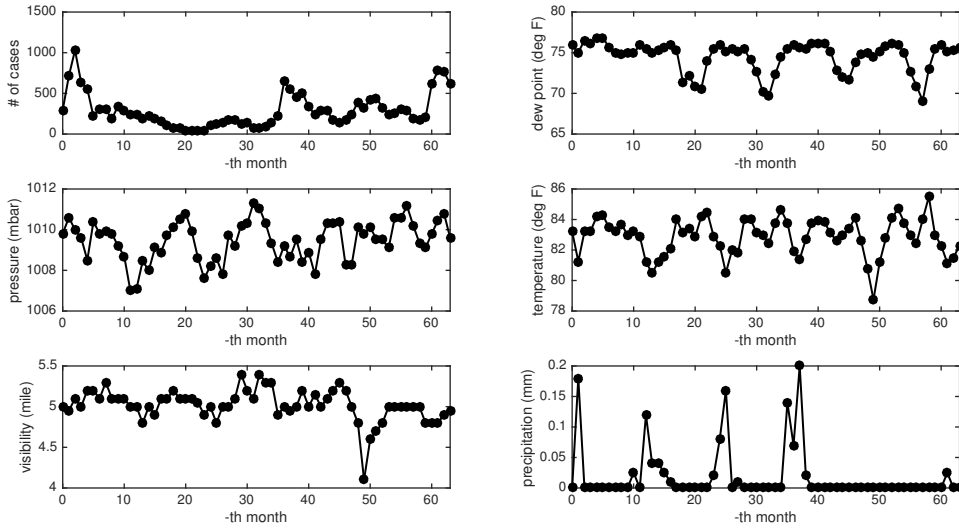 # of cases
1500
1000
500
0
0 10 20 30 40 50 60
-th month
dew point (deg F)
80
75
70
65
0 10 20 30 40 50 60
-th month
pressure (mbar)
1012
1010
1008
1006
0 10 20 30 40 50 60
-th month
temperature (deg F)
86
84
82
80
78
0 10 20 30 40 50 60
-th month
visibility (mile)
5.5
5
4.5
4
0 10 20 30 40 50 60
-th month
precipitation (mm)
0.2
0.15
0.1
0.05
0
0 10 20 30 40 50 60
-th month